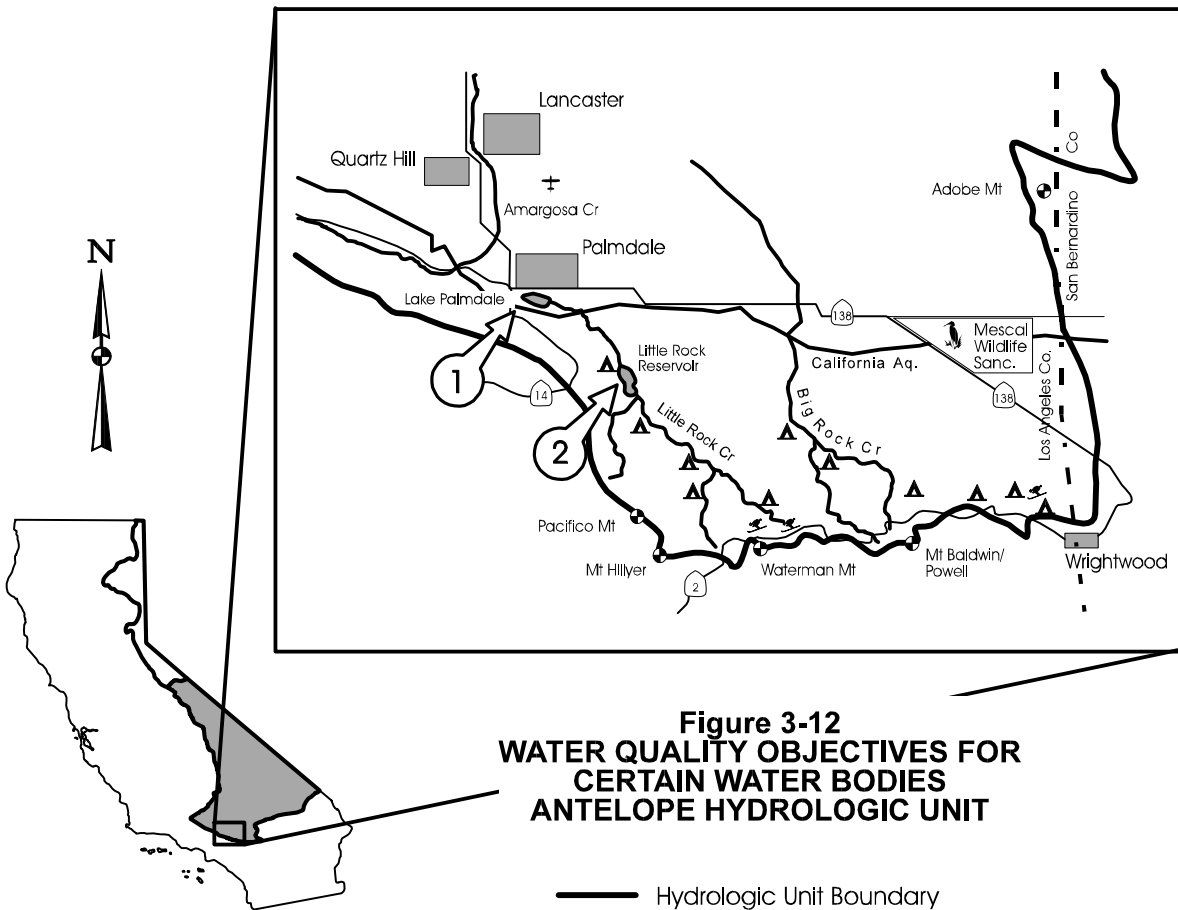 Lancaster
Quartz Hill
Amargosa Cr
Adobe Mt
San Bernardino Co
Los Angeles Co.
N
Palmdale
Lake Palmdale
138
Mescal
Wildlife
Sanc.
Little Rock
Reservolr
California Aq.
1
14
138
2
Little Rock Cr
Big Rock Cr
Pacifico Mt
Mt Hlllyer
Waterman Mt
Mt Baldwin/
Powell
Wrightwood
2
Figure 3-12
WATER QUALITY OBJECTIVES FOR
CERTAIN WATER BODIES
ANTELOPE HYDROLOGIC UNIT
Hydrologic Unit Boundary